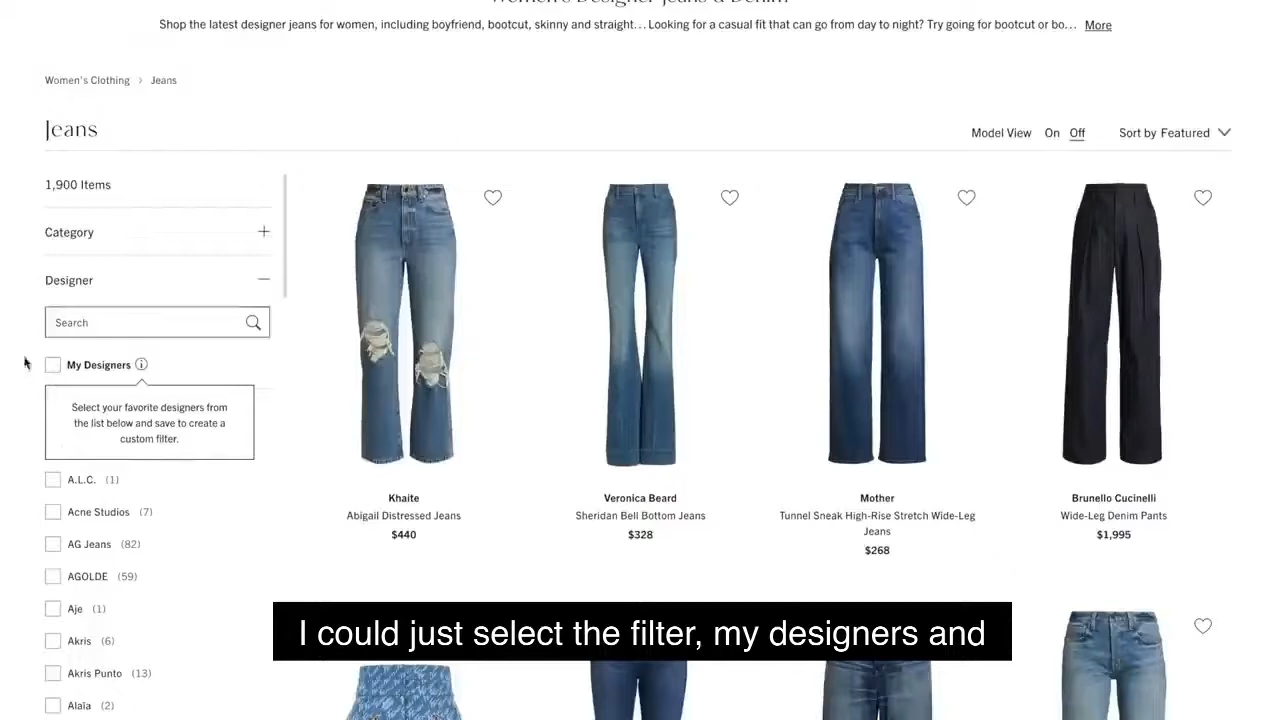 Women's Designer Jeans & Denim
Shop the latest designer jeans for women, including boyfriend, bootcut, skinny and straight... Looking for a casual fit that can go from day to night? Try going for bootcut or bo... More
Women's Clothing > Jeans
Jeans
Model View On Off Sort by Featured
1,900 Items
Category
Designer
Search
My Designers
Select your favorite designers from
the list below and save to create a
custom filter.
A.L.C. (1)
Acne Studios (7)
AG Jeans (82)
AGOLDE (59)
Aje (1)
Akris (6)
Akris Punto (13)
Alaïa (2)
Khaite
Abigail Distressed Jeans
$440
Veronica Beard
Sheridan Bell Bottom Jeans
$328
Mother
Tunnel Sneak High-Rise Stretch Wide-Leg
Jeans
$268
Brunello Cucinelli
Wide-Leg Denim Pants
$1,995
I could just select the filter, my designers and